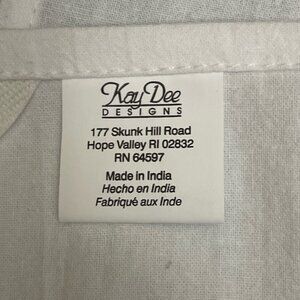 Kay Dee
DESIGNS
177 Skunk Hill Road
Hope Valley RI 02832
RN 64597
Made in India
Hecho en India
Fabriqué aux Inde